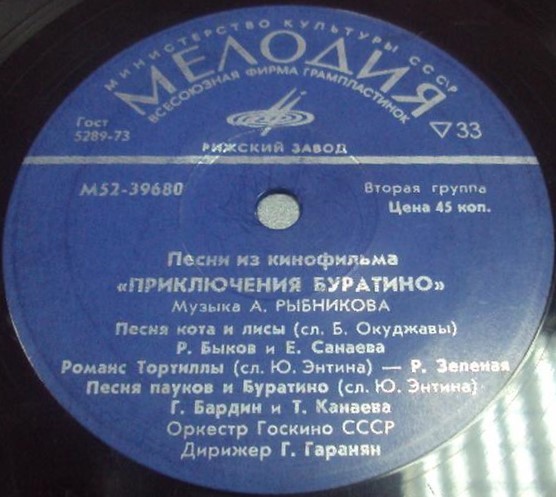 МИНИСТЕРСТВО КУЛЬТУРЫ СССР
МЕЛОДИЯ
ВСЕСОЮЗНАЯ ФИРМА ГРАМПЛАСТИНОК
Гост
5289-73
33
РИЖСКИЙ ЗАВОД
М52-39680
Вторая группа
Цена 45 коп.
Песни из кинофильма
«ПРИКЛЮЧЕНИЯ БУРАТИНО»
Музыка А. РЫБНИКОВА
Песня кота и лисы (сл. Б. Окуджавы)
Р. Быков и Е. Санаева
Романс Тортиллы (сл. Ю. Энтина) — Р. Зеленая
Песня пауков и Буратино (сл. Ю. Энтина)
Г. Бардин и Т. Канаева
Оркестр Госкино СССР
Дирижер Г. Гаранян